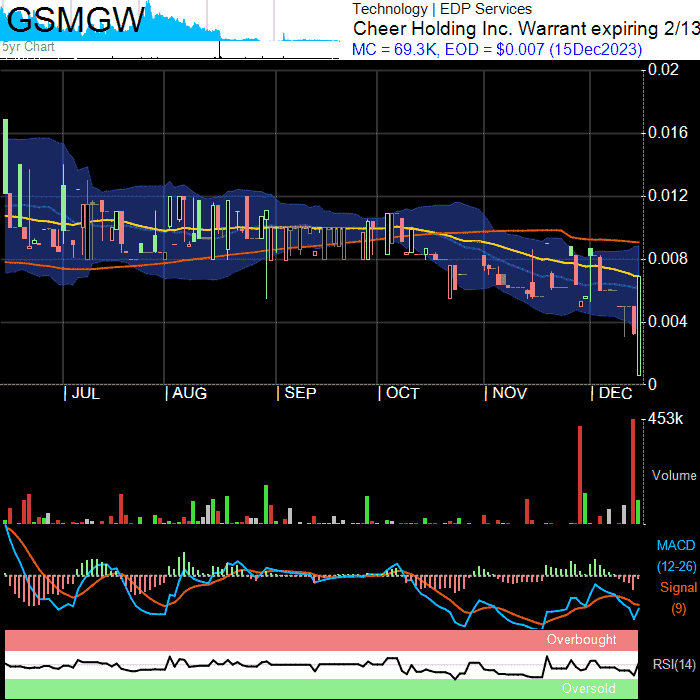 GSMGW
5yr Chart
Technology | EDP Services
Cheer Holding Inc. Warrant expiring 2/13
MC = 69.3K, EOD = $0.007 (15Dec2023)
0.02
0.016
0.012
0.008
0.004
0
| JUL | AUG | SEP | OCT | NOV | DEC
453k
Volume
MACD
(12-26)
Signal
(9)
Overbought
RSI(14)
Oversold